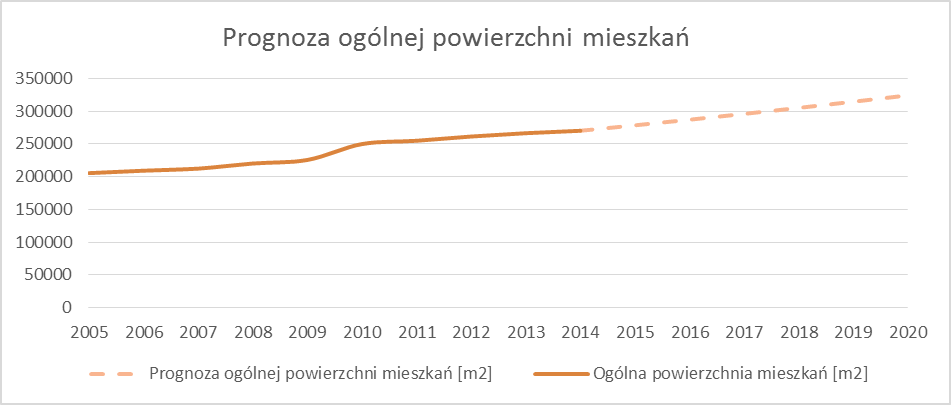 Prognoza ogólnej powierzchni mieszkań
350000
300000
250000
200000
150000
100000
50000
0
2005 2006 2007 2008 2009 2010 2011 2012 2013 2014 2015 2016 2017 2018 2019 2020
Prognoza ogólnej powierzchni mieszkań [m2] Ogólna powierzchnia mieszkań [m2]